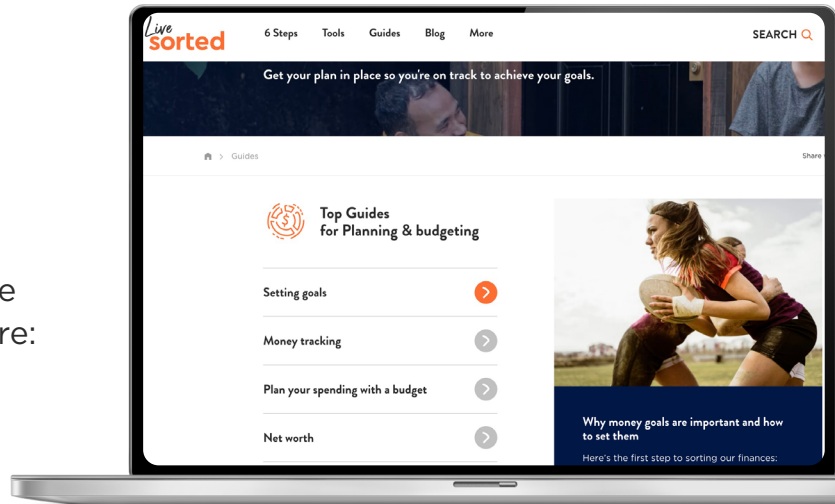 Live
sorted
6 Steps Tools Guides Blog More
SEARCH
Get your plan in place so you're on track to achieve your goals.
> Guides
Share
Top Guides
for Planning & budgeting
Setting goals
Money tracking
Plan your spending with a budget
Net worth
Why money goals are important and how
to set them
Here's the first step to sorting our finances:
e
re: